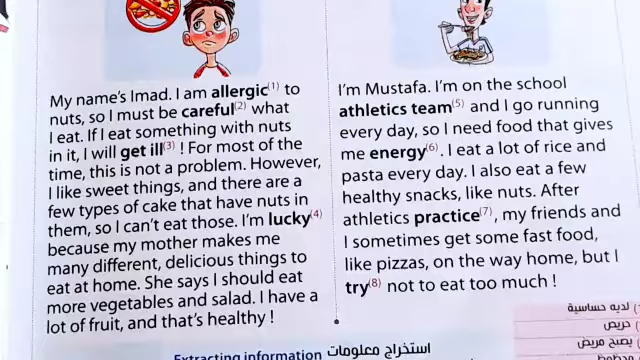 My name's Imad. I am allergic(1) to
nuts, so I must be careful(2) what
I eat. If I eat something with nuts
in it, I will get ill(3) ! For most of the
time, this is not a problem. However,
I like sweet things, and there are a
few types of cake that have nuts in
them, so I can't eat those. I'm lucky(4)
because my mother makes me
many different, delicious things to
eat at home. She says I should eat
more vegetables and salad. I have a
lot of fruit, and that's healthy !
I'm Mustafa. I'm on the school
athletics team(5) and I go running
every day, so I need food that gives
me energy(6). I eat a lot of rice and
pasta every day. I also eat a few
healthy snacks, like nuts. After
athletics practice(7), my friends and
I sometimes get some fast food,
like pizzas, on the way home, but I
try(8) not to eat too much !
Extracting information استخراج معلومات
لديه حساسية
حريص
يصبح مريض
محظوظ